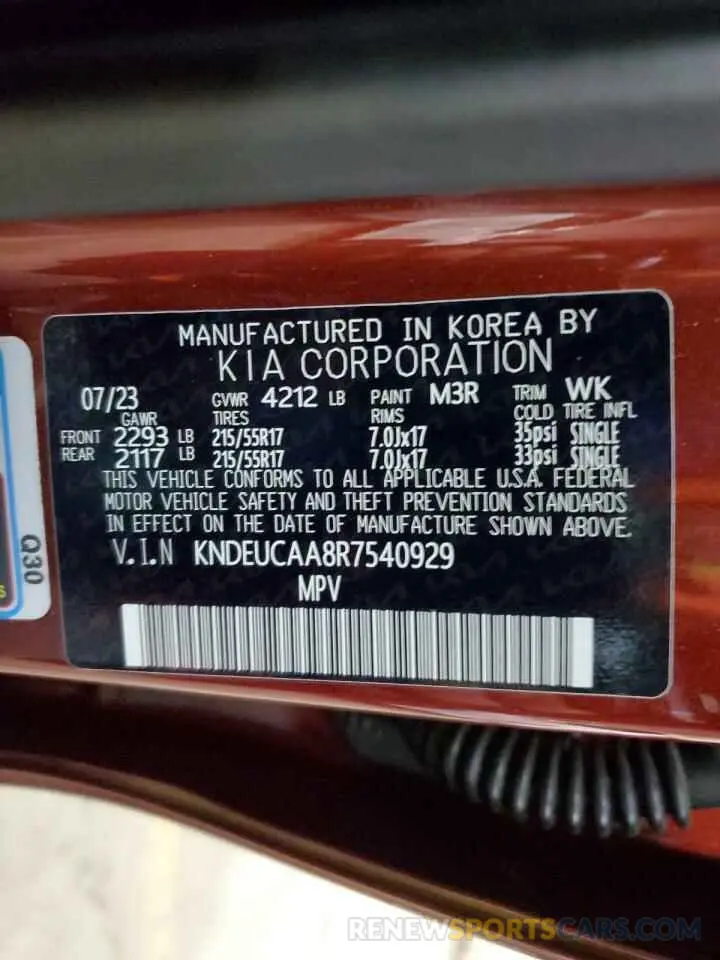 MANUFACTURED IN KOREA BY
KIA CORPORATION
07/23 GVWR 4212 LB PAINT M3R TRIM WK
GAWR TIRES RIMS COLD TIRE INFL
FRONT 2293 LB 215/55R17 7.0Jx17 35psi SINGLE
REAR 2117 LB 215/55R17 7.0Jx17 33psi SINGLE
THIS VEHICLE CONFORMS TO ALL APPLICABLE U.S.A. FEDERAL
MOTOR VEHICLE SAFETY AND THEFT PREVENTION STANDARDS
IN EFFECT ON THE DATE OF MANUFACTURE SHOWN ABOVE.
V.I.N KNDEUCAA8R7540929
MPV
Q30
RENEWSPORTSCARS.COM